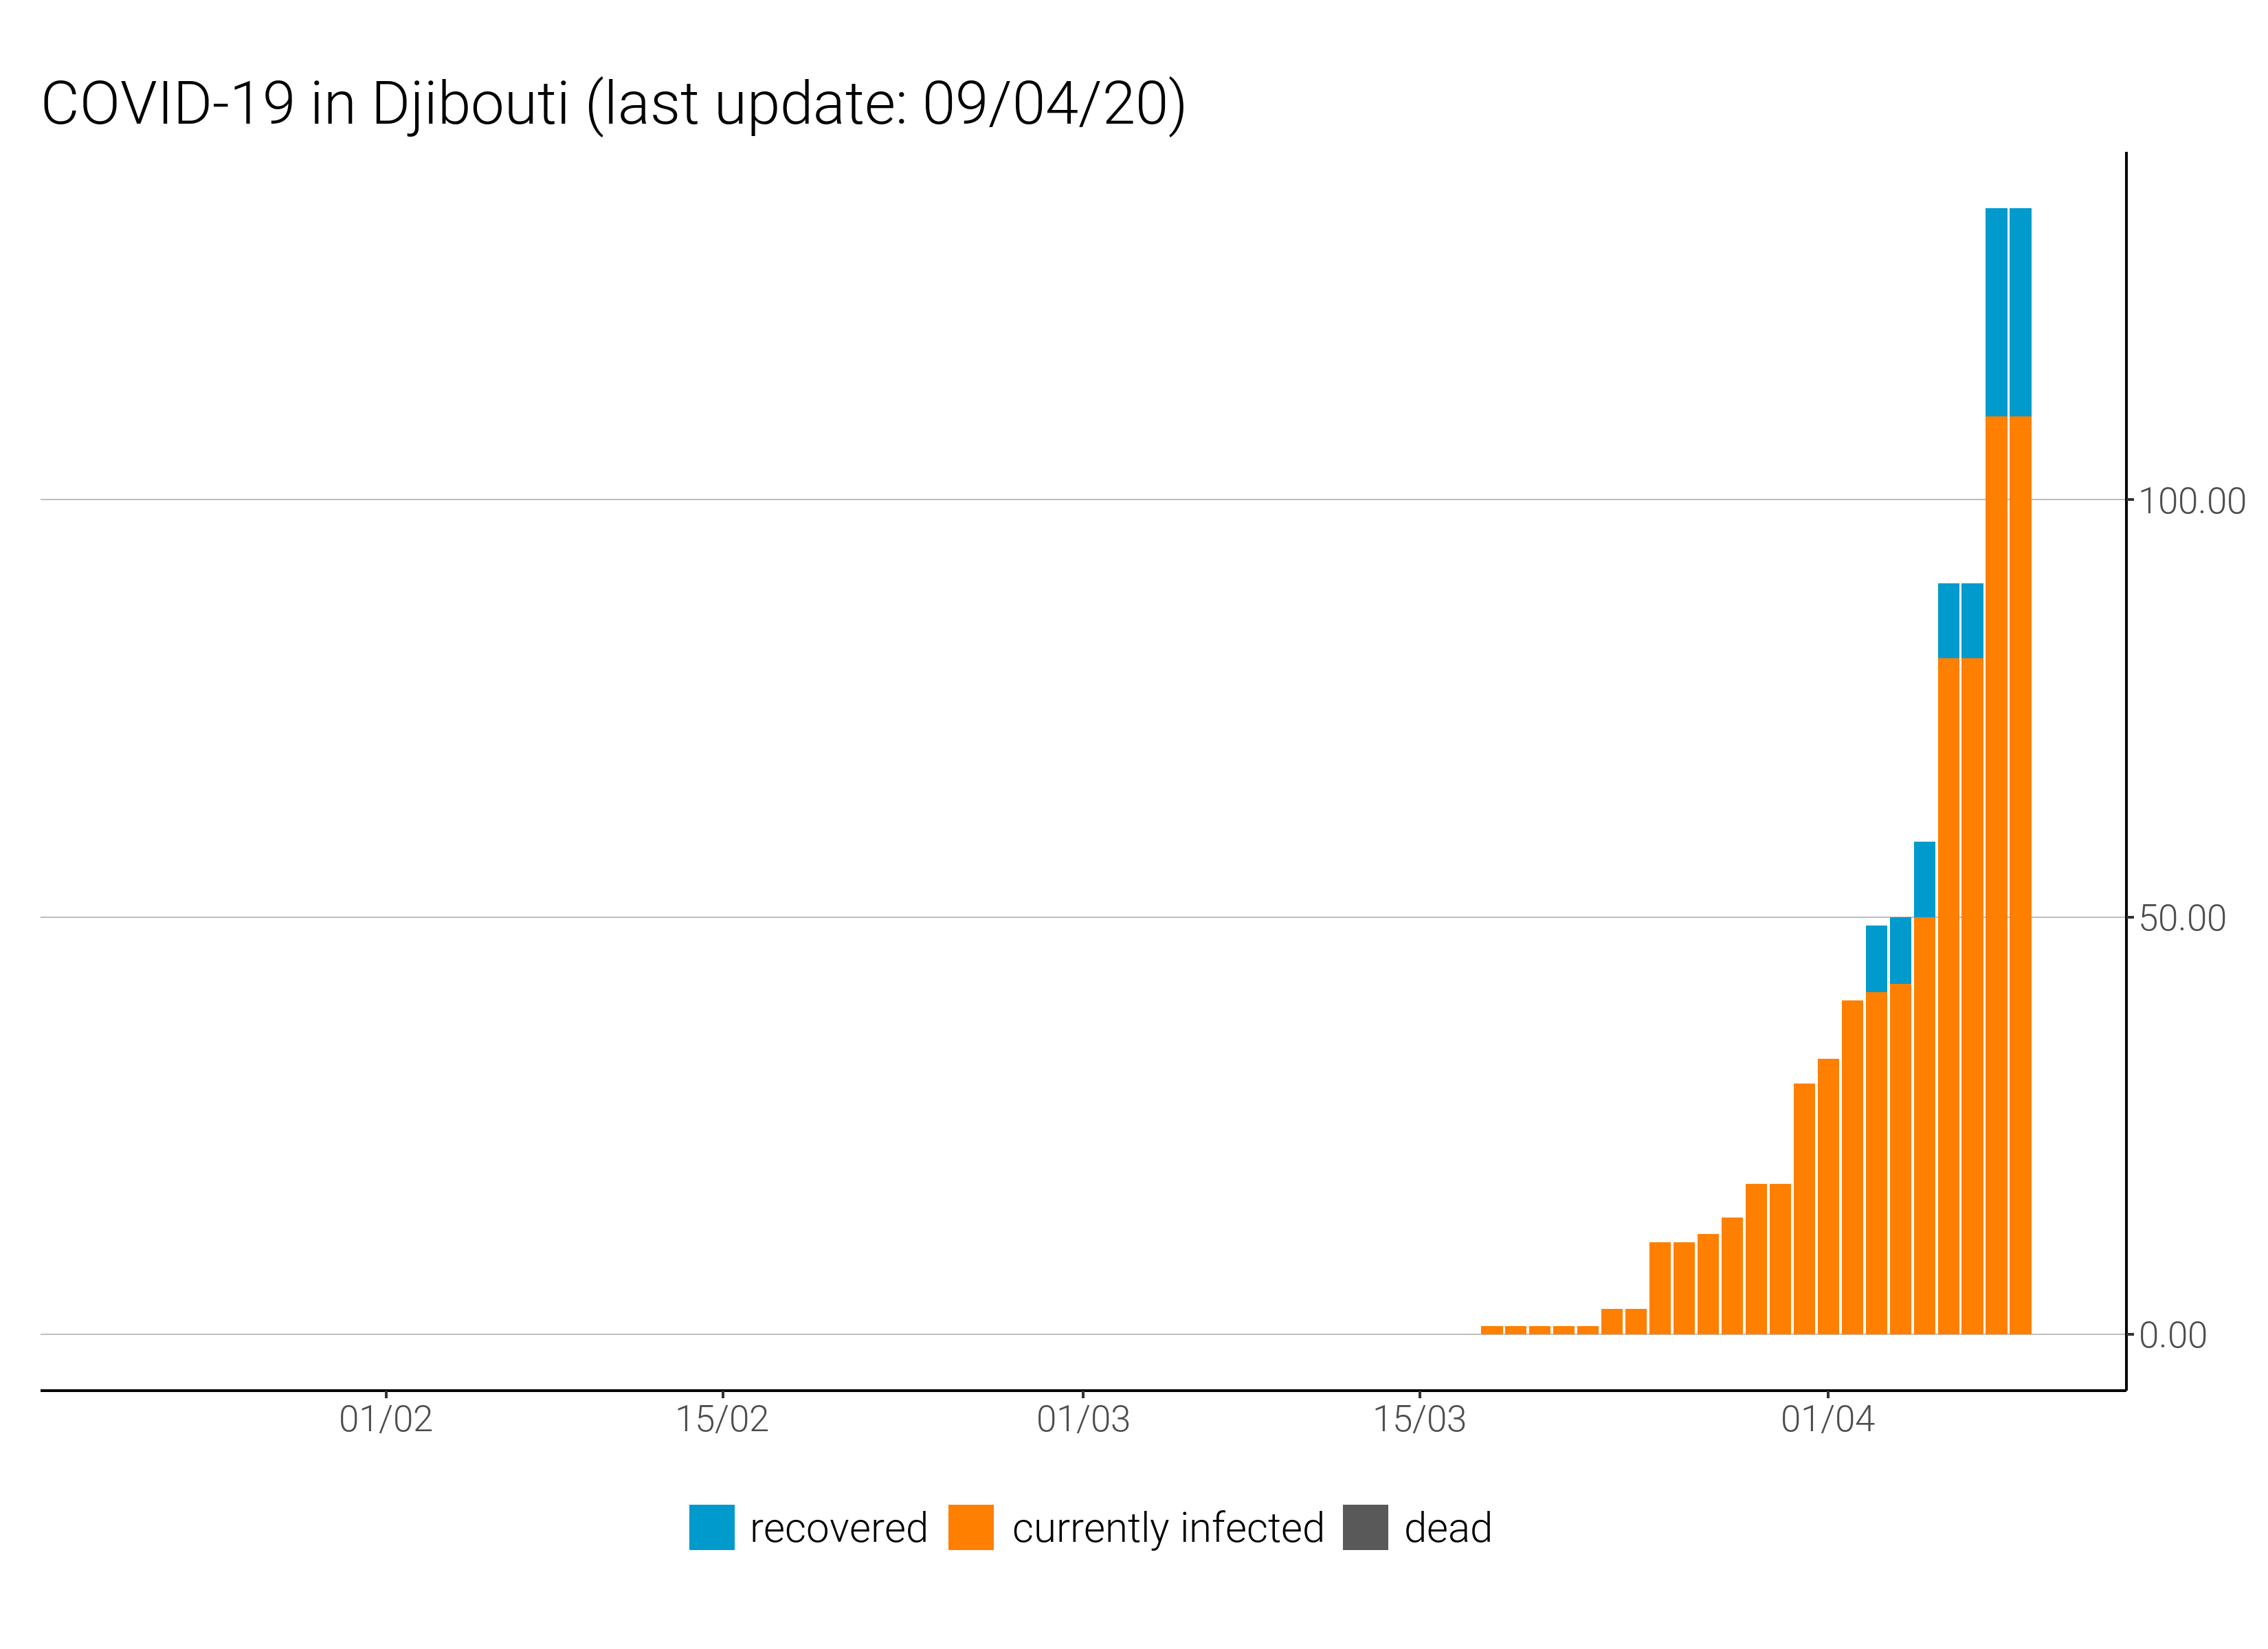 COVID-19 in Djibouti (last update: 09/04/20)
100.00
50.00
0.00
01/02 15/02 01/03 15/03 01/04
recovered currently infected dead